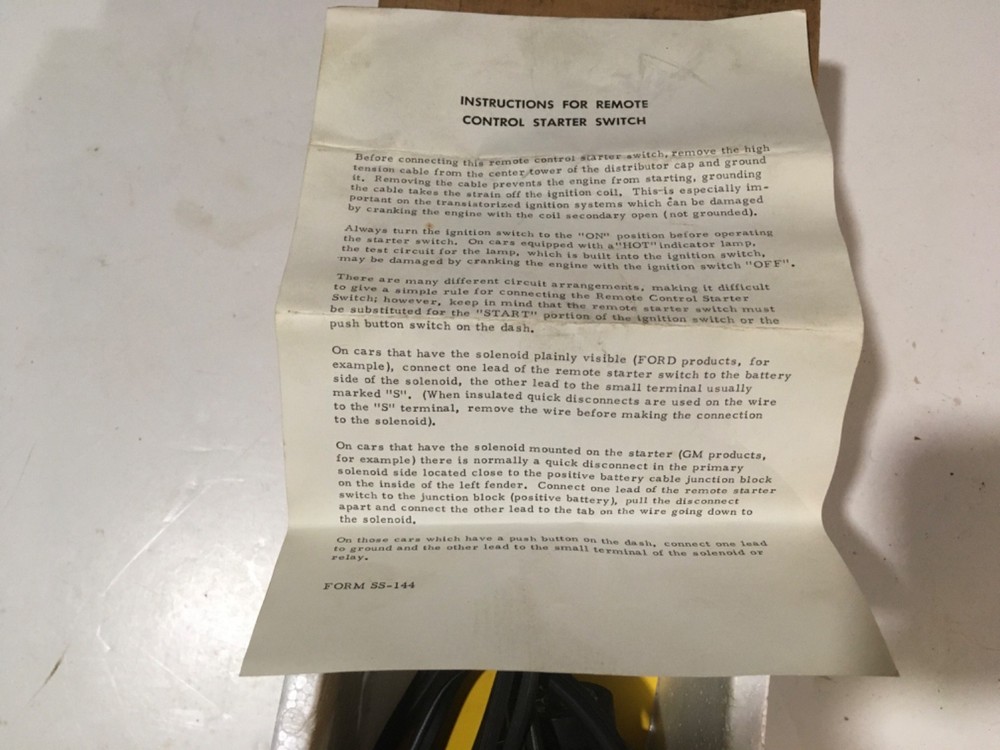 INSTRUCTIONS FOR REMOTE
CONTROL STARTER SWITCH
Before connecting this remote control starter switch, remove the high
tension cable from the center tower of the distributor cap and ground
it. Removing the cable prevents the engine from starting, grounding
the cable takes the strain off the ignition coil. This is especially im-
portant on the transistorized ignition systems which can be damaged
by cranking the engine with the coil secondary open (not grounded).
Always turn the ignition switch to the "ON" position before operating
the starter switch. On cars equipped with a "HOT" indicator lamp,
the test circuit for the lamp, which is built into the ignition switch,
may be damaged by cranking the engine with the ignition switch "OFF".
There are many different circuit arrangements, making it difficult
to give a simple rule for connecting the Remote Control Starter
Switch; however, keep in mind that the remote starter switch must
be substituted for the "START" portion of the ignition switch or the
push button switch on the dash.
On cars that have the solenoid plainly visible (FORD products, for
example), connect one lead of the remote starter switch to the battery
side of the solenoid, the other lead to the small terminal usually
marked "S". (When insulated quick disconnects are used on the wire
to the "S" terminal, remove the wire before making the connection
to the solenoid).
On cars that have the solenoid mounted on the starter (GM products,
for example) there is normally a quick disconnect in the primary
solenoid side located close to the positive battery cable junction block
on the inside of the left fender. Connect one lead of the remote starter
switch to the junction block (positive battery), pull the disconnect
apart and connect the other lead to the tab on the wire going down to
the solenoid.
On those cars which have a push button on the dash, connect one lead
to ground and the other lead to the small terminal of the solenoid or
relay.
FORM SS-144